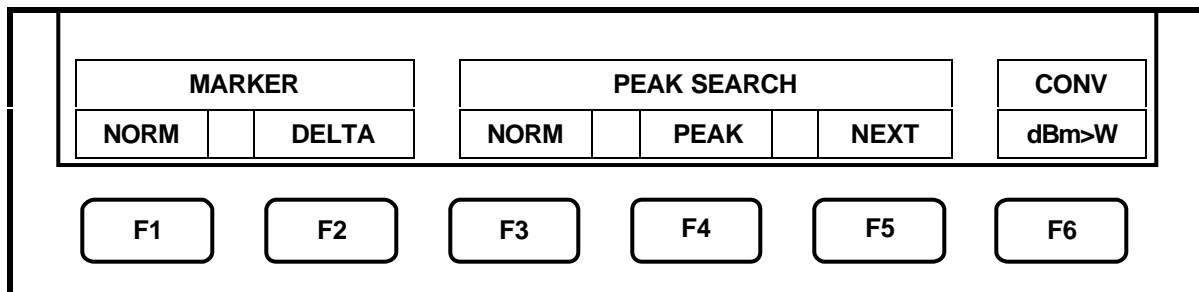 MARKER PEAK SEARCH CONV
NORM DELTA NORM PEAK NEXT dBm>W
F1 F2 F3 F4 F5 F6